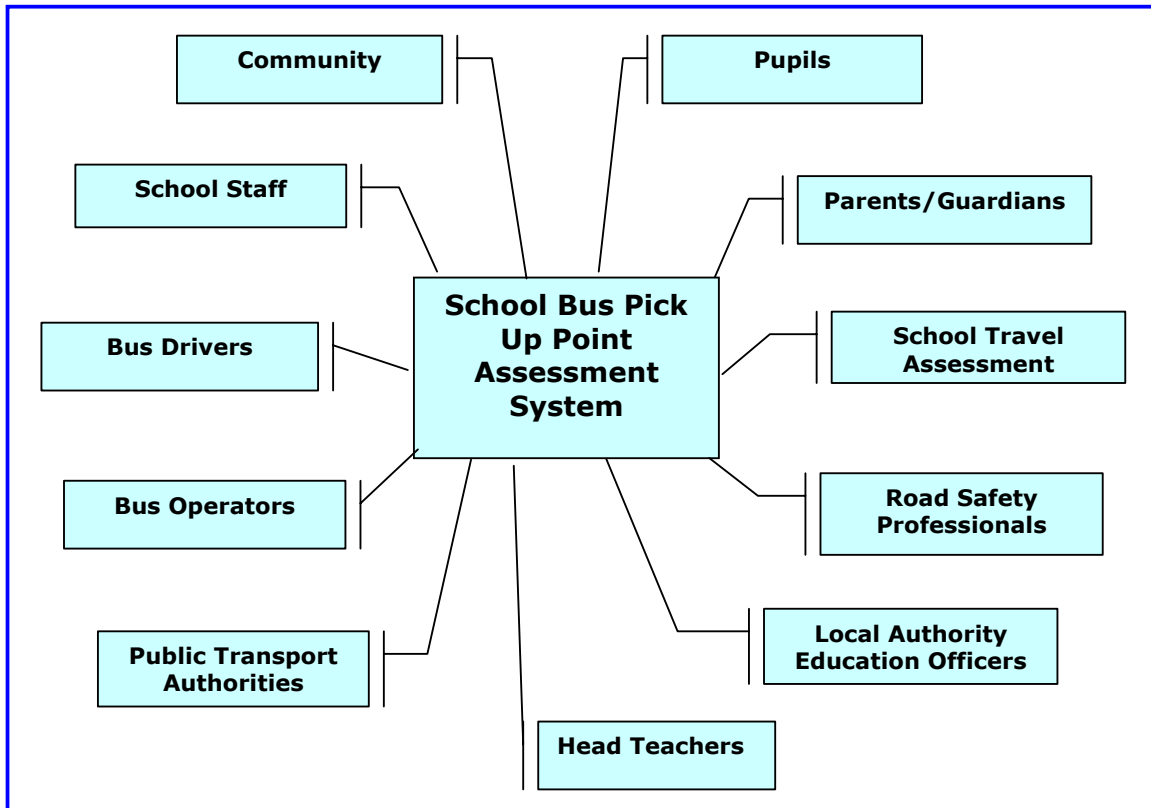 Community
Pupils
School Staff
Parents/Guardians
School Bus Pick
Up Point
Assessment
System
Bus Drivers
School Travel
Assessment
Bus Operators
Road Safety
Professionals
Public Transport
Authorities
Local Authority
Education Officers
Head Teachers